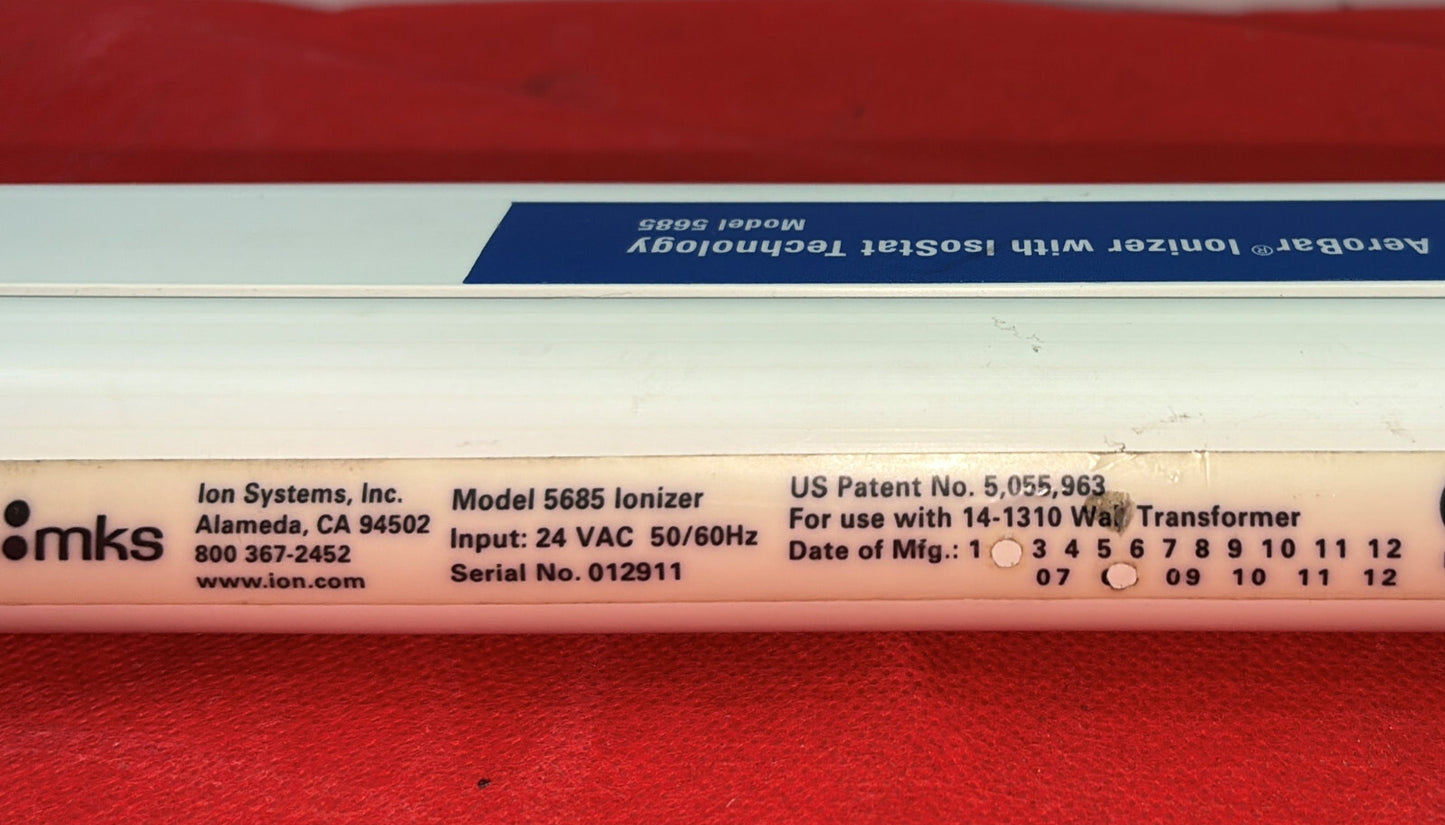 AeroBar® Ionizer with IsoStat Technology
Model 5685
mks
Ion Systems, Inc.
Alameda, CA 94502
800 367-2452
www.ion.com
Model 5685 Ionizer
Input: 24 VAC 50/60Hz
Serial No. 012911
US Patent No. 5,055,963
For use with 14-1310 Wall Transformer
Date of Mfg.: 1 3 4 5 6 7 8 9 10 11 12
07 09 10 11 12